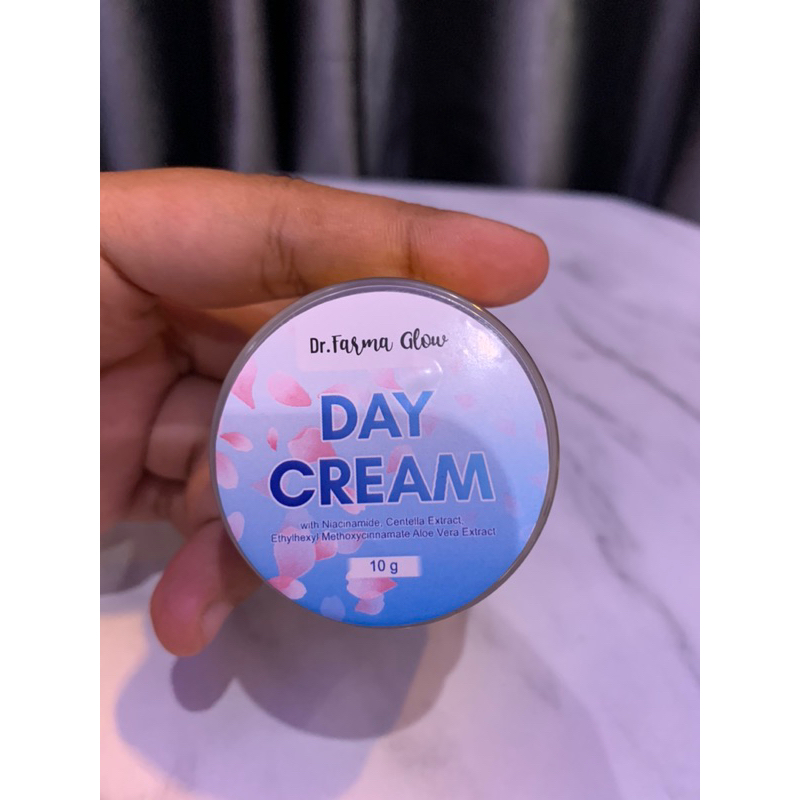 Dr.Farma Glow
DAY
CREAM
with Niacinamide, Centella Extract,
Ethylhexyl Methoxycinnamate Aloe Vera Extract
10 g